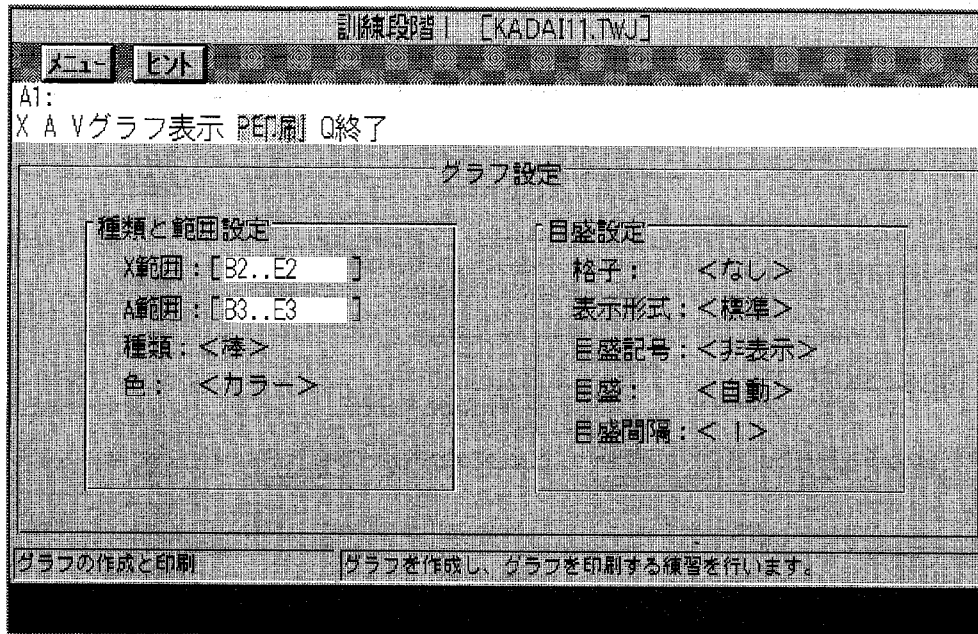 訓練段階1 [KADAI11.TWJ]
メニュー ヒント
A1:
X A Vグラフ表示 P印刷 Q終了
グラフ設定
種類と範囲設定
X範囲:[B2..E2 ]
A範囲:[B3..E3 ]
種類:<棒>
色: <カラー>
目盛設定
格子: <なし>
表示形式:<標準>
目盛記号:<非表示>
目盛: <自動>
目盛間隔:< 1>
グラフの作成と印刷
グラフを作成し、グラフを印刷する練習を行います。